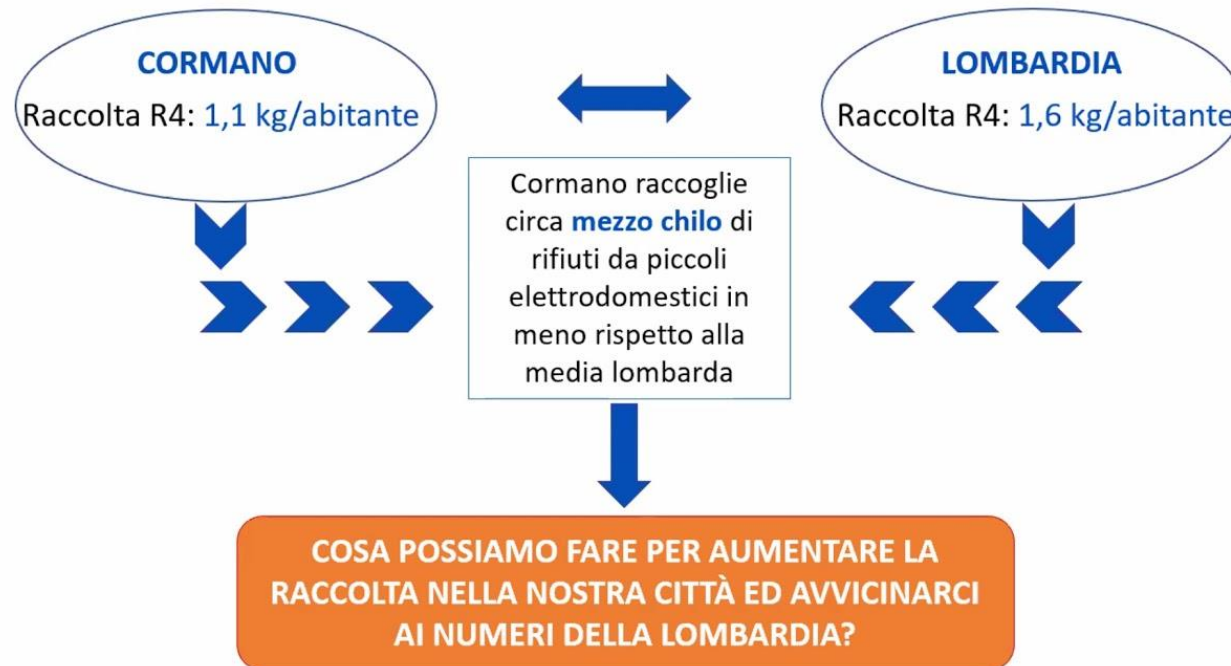 CORMANO
Raccolta R4: 1,1 kg/abitante
LOMBARDIA
Raccolta R4: 1,6 kg/abitante
Cormano raccoglie
circa mezzo chilo di
rifiuti da piccoli
elettrodomestici in
meno rispetto alla
media lombarda
COSA POSSIAMO FARE PER AUMENTARE LA
RACCOLTA NELLA NOSTRA CITTÀ ED AVVICINARCI
AI NUMERI DELLA LOMBARDIA?